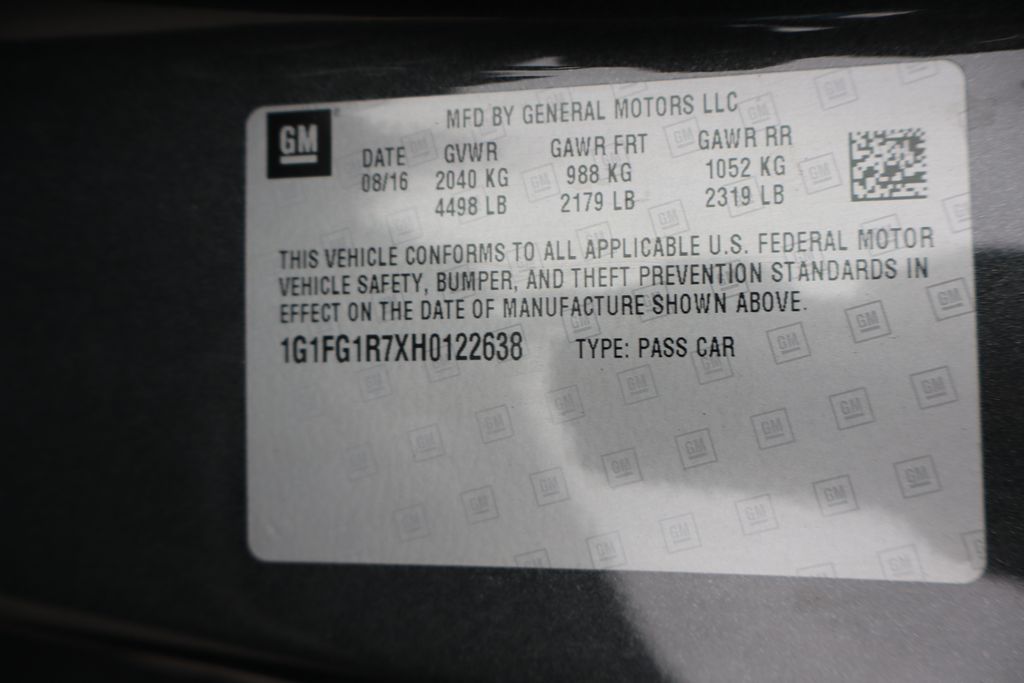 GM
MFD BY GENERAL MOTORS LLC
DATE GVWR GAWR FRT GAWR RR
08/16 2040 KG 988 KG 1052 KG
4498 LB 2179 LB 2319 LB
THIS VEHICLE CONFORMS TO ALL APPLICABLE U.S. FEDERAL MOTOR
VEHICLE SAFETY, BUMPER, AND THEFT PREVENTION STANDARDS IN
EFFECT ON THE DATE OF MANUFACTURE SHOWN ABOVE.
1G1FG1R7XH0122638 TYPE: PASS CAR